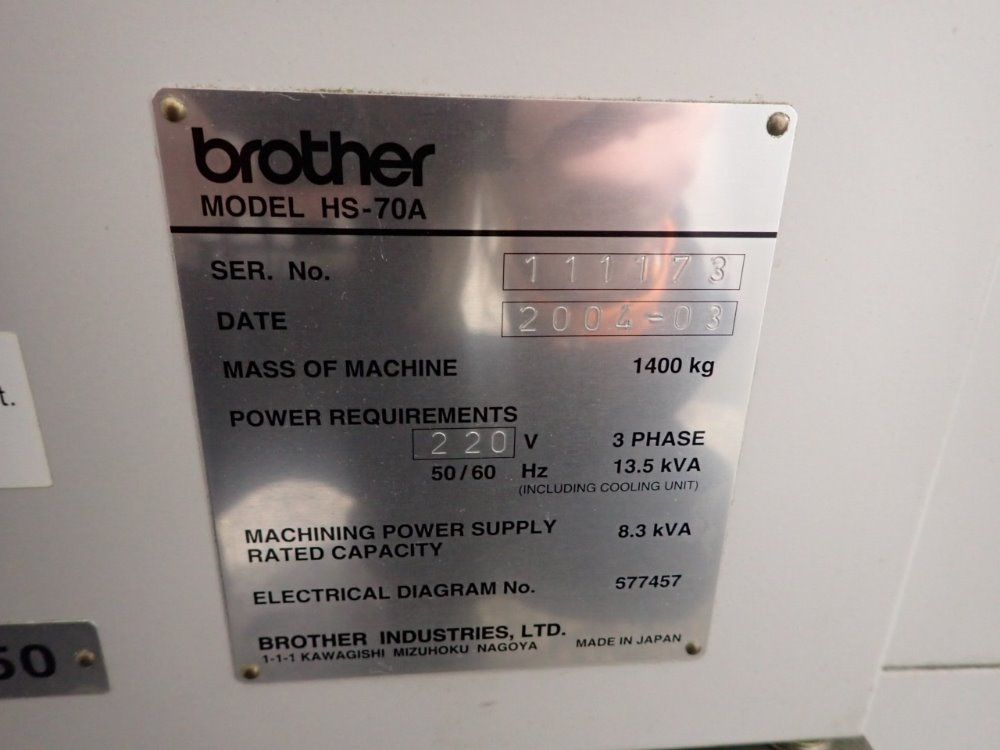 brother
MODEL HS-70A
SER. No. 111173
DATE 2004-03
MASS OF MACHINE 1400 kg
POWER REQUIREMENTS
220 V 3 PHASE
50/60 Hz 13.5 kVA
(INCLUDING COOLING UNIT)
MACHINING POWER SUPPLY 8.3 kVA
RATED CAPACITY
ELECTRICAL DIAGRAM No. 677457
BROTHER INDUSTRIES, LTD.
1-1-1 KAWAGISHI MIZUHOKU NAGOYA MADE IN JAPAN
t.
50